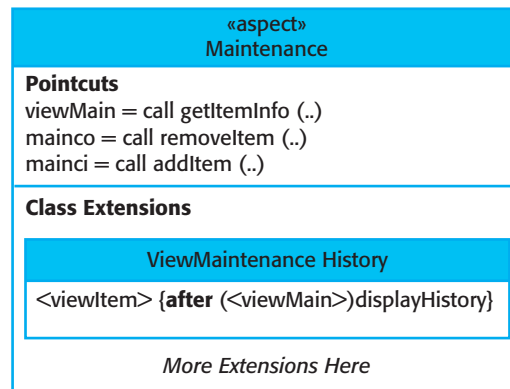 «aspect»
Maintenance
Pointcuts
viewMain = call getItemInfo (..)
mainco = call removeItem (..)
mainci = call addItem (..)
Class Extensions
ViewMaintenance History
<viewItem> {after (<viewMain>)displayHistory}
More Extensions Here